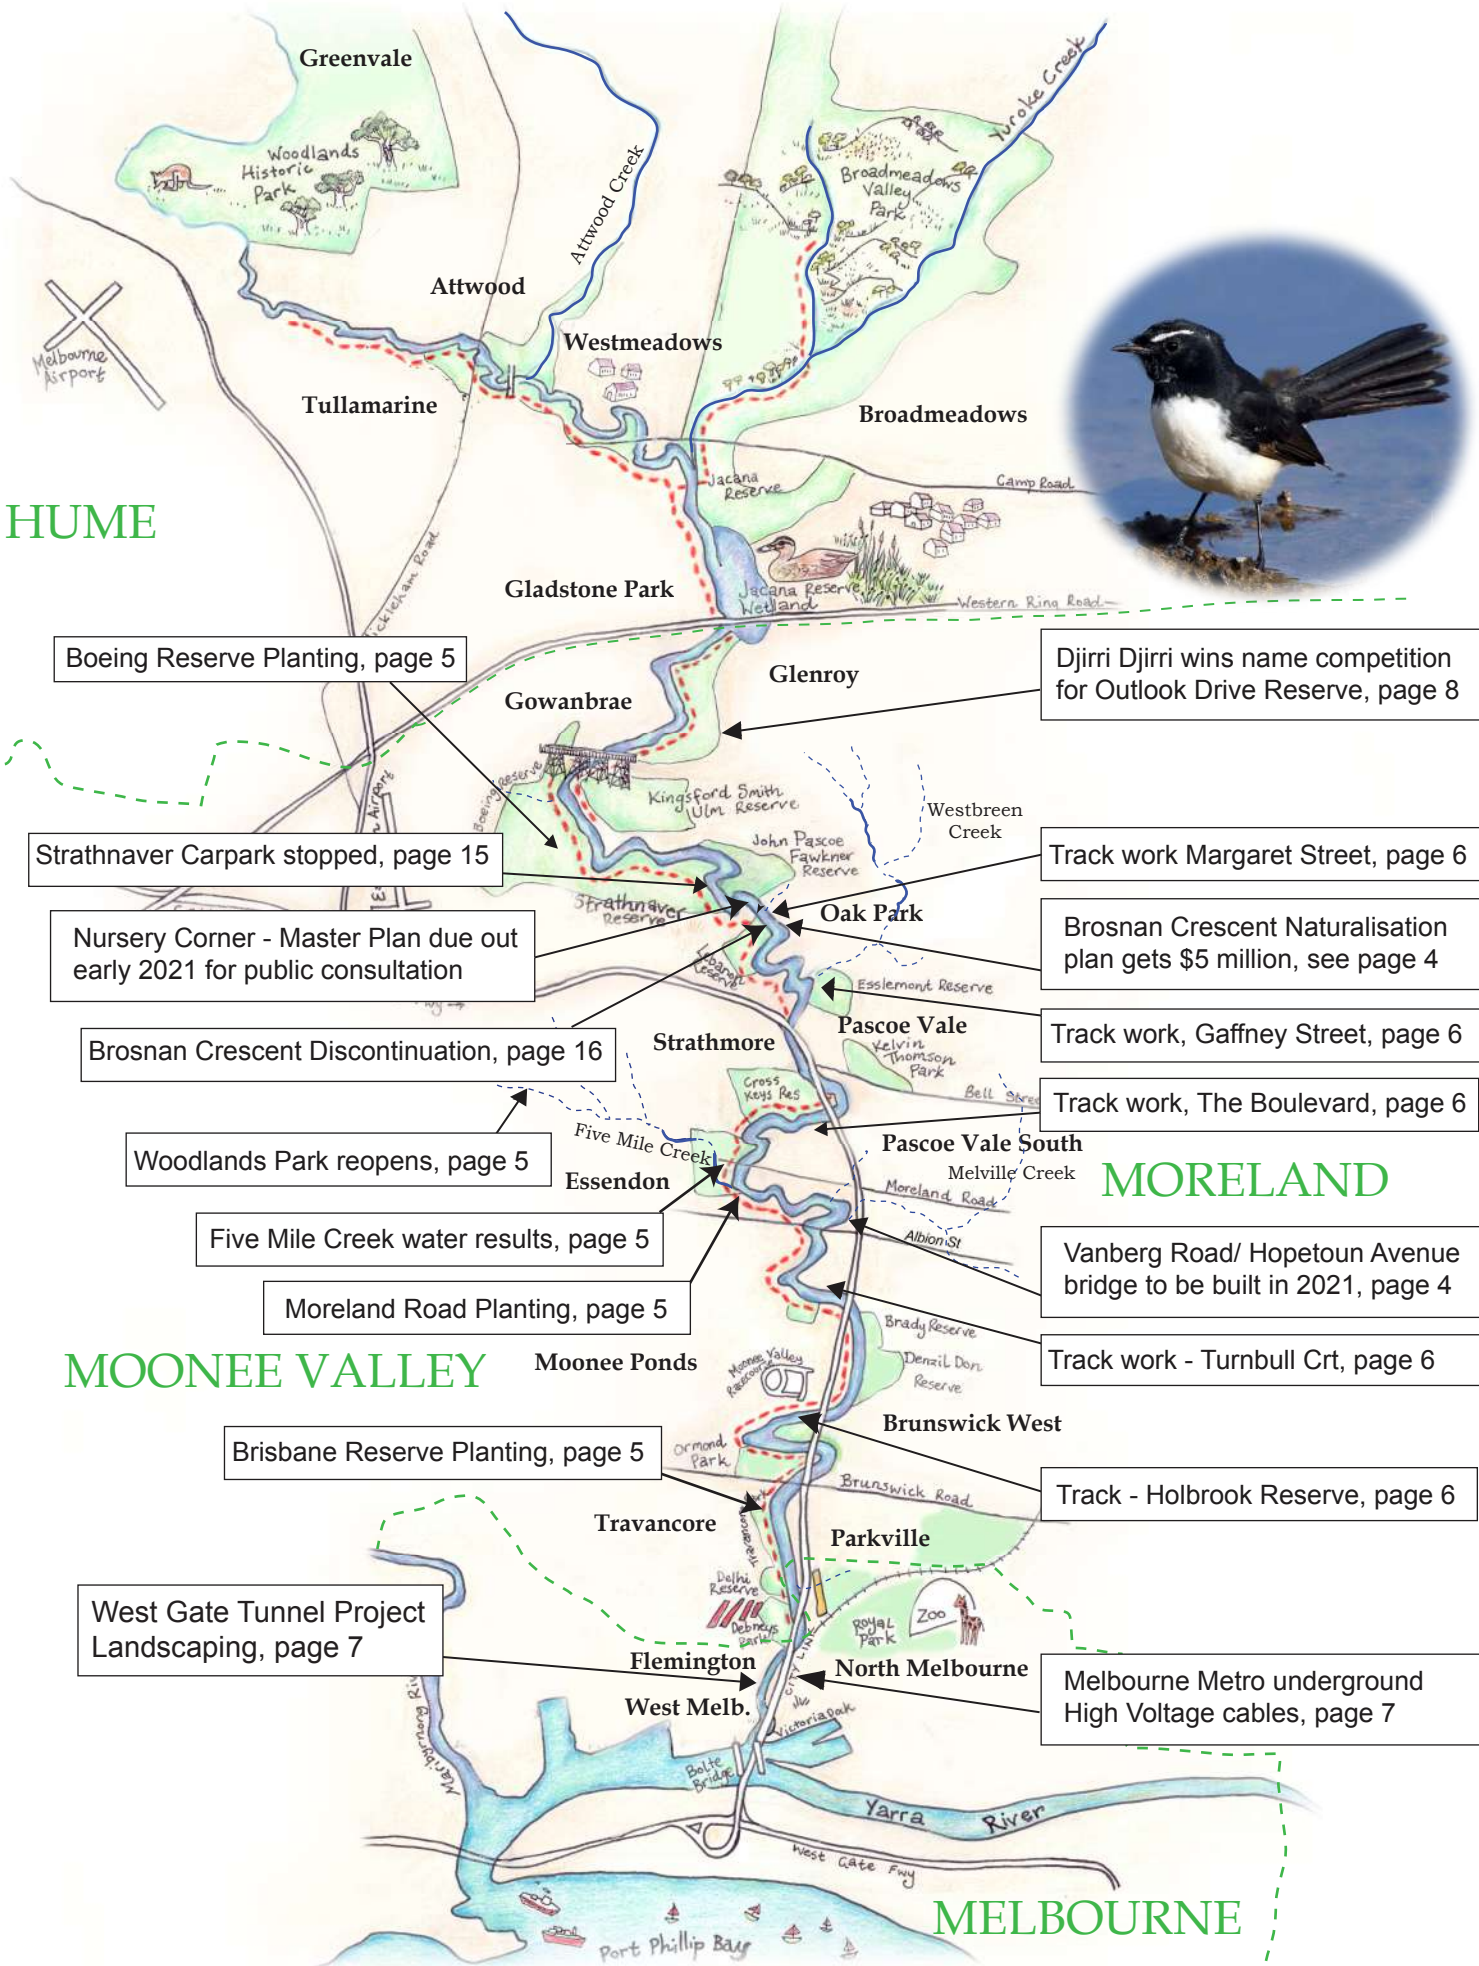 Greenvale
Yuroke Creek
Woodlands
Historic
Park
Attwood Creek
Broadmeadows
Valley
Park
Attwood
Melbourne
Airport
Westmeadows
Tullamarine
Broadmeadows
Jacana
Reserve
Camp Road
HUME
Gladstone Park
Jacana Reserve
Wetland
Western Ring Road
Boeing Reserve Planting, page 5
Djirri Djirri wins name competition
for Outlook Drive Reserve, page 8
Glenroy
Gowanbrae
Boeing Reserve
Kingsford Smith
Ulm Reserve
Airport
Westbreen
Creek
John Pascoe
Fawkner
Reserve
Strathnaver Carpark stopped, page 15
Track work Margaret Street, page 6
Strathnaver
Reserve
Oak Park
Nursery Corner - Master Plan due out
early 2021 for public consultation
Brosnan Crescent Naturalisation
plan gets $5 million, see page 4
Lebanon
Reserve
Esslemont Reserve
Brosnan Crescent Discontinuation, page 16
Strathmore
Pascoe Vale
Track work, Gaffney Street, page 6
Kelvin
Thomson
Park
Cross
Keys Res
Bell Stree
Track work, The Boulevard, page 6
Five Mile Creek
Woodlands Park reopens, page 5
Pascoe Vale South
Melville Creek
MORELAND
Essendon
Moreland Road
Five Mile Creek water results, page 5
Albion St
Vanberg Road/ Hopetoun Avenue
bridge to be built in 2021, page 4
Moreland Road Planting, page 5
Brady Reserve
Track work - Turnbull Crt, page 6
MOONEE VALLEY
Moonee Ponds
Moonee Valley
Racecourse
Denzil Don
Reserve
Brunswick West
Brisbane Reserve Planting, page 5
Ormond
Park
Brunswick Road
Track - Holbrook Reserve, page 6
Travancore
Parkville
Delhi
Reserve
West Gate Tunnel Project
Landscaping, page 7
Debneys
Park
Royal
Park
Zoo
Flemington
CITY LINK
North Melbourne
Melbourne Metro underground
High Voltage cables, page 7
West Melb.
Victoria Dok
Bolte
Bridge
Yarra River
West Gate Fwy
MELBOURNE
Port Phillip Bay